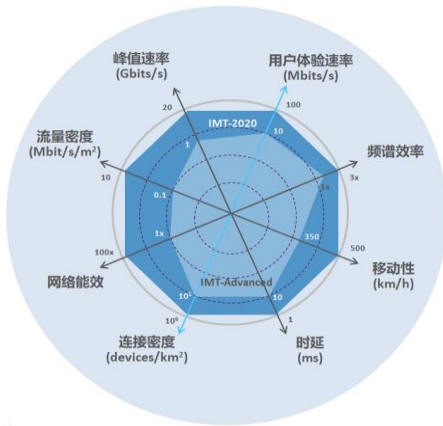 峰值速率
(Gbits/s)
用户体验速率
(Mbits/s)
20
100
IMT-2020
1
10
流量密度
(Mbit/s/m²)
频谱效率
10
3x
0.1
1x
1x
350
100x
500
网络能效
移动性
(km/h)
IMT-Advanced
10⁵
10
10⁶
1
连接密度
(devices/km²)
时延
(ms)